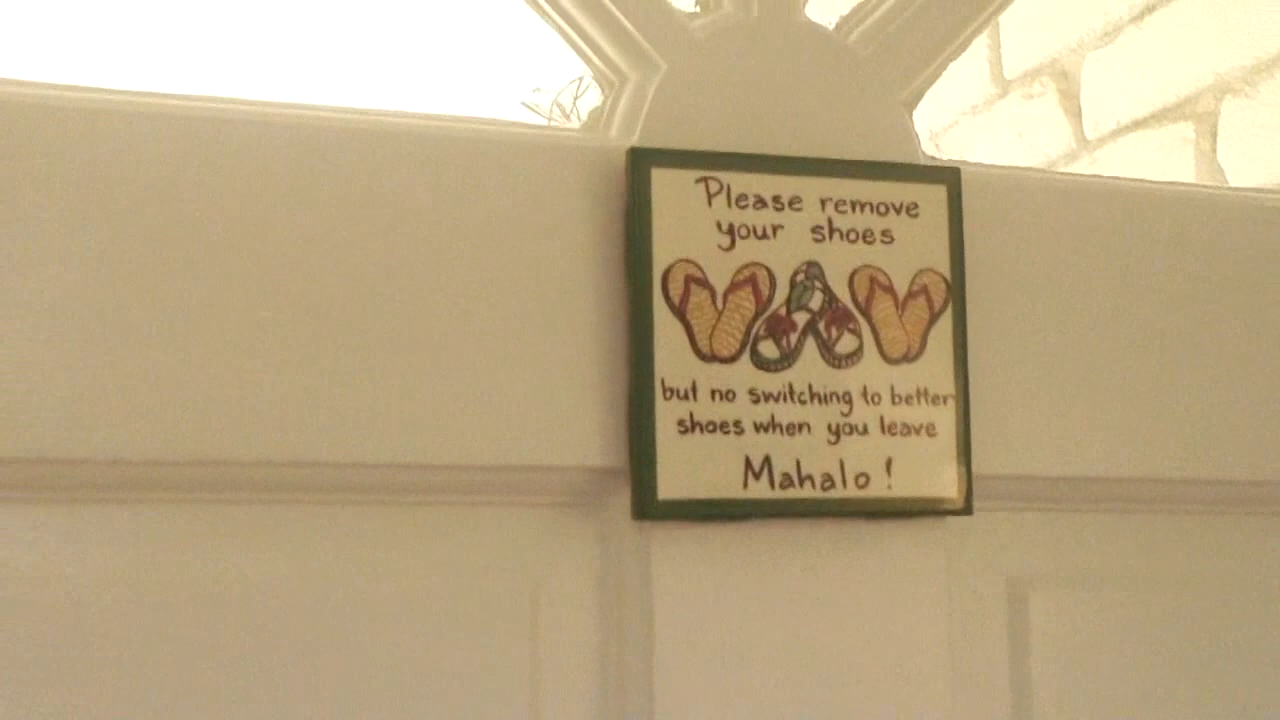 Please remove
your shoes
but no switching to better
shoes when you leave
Mahalo!